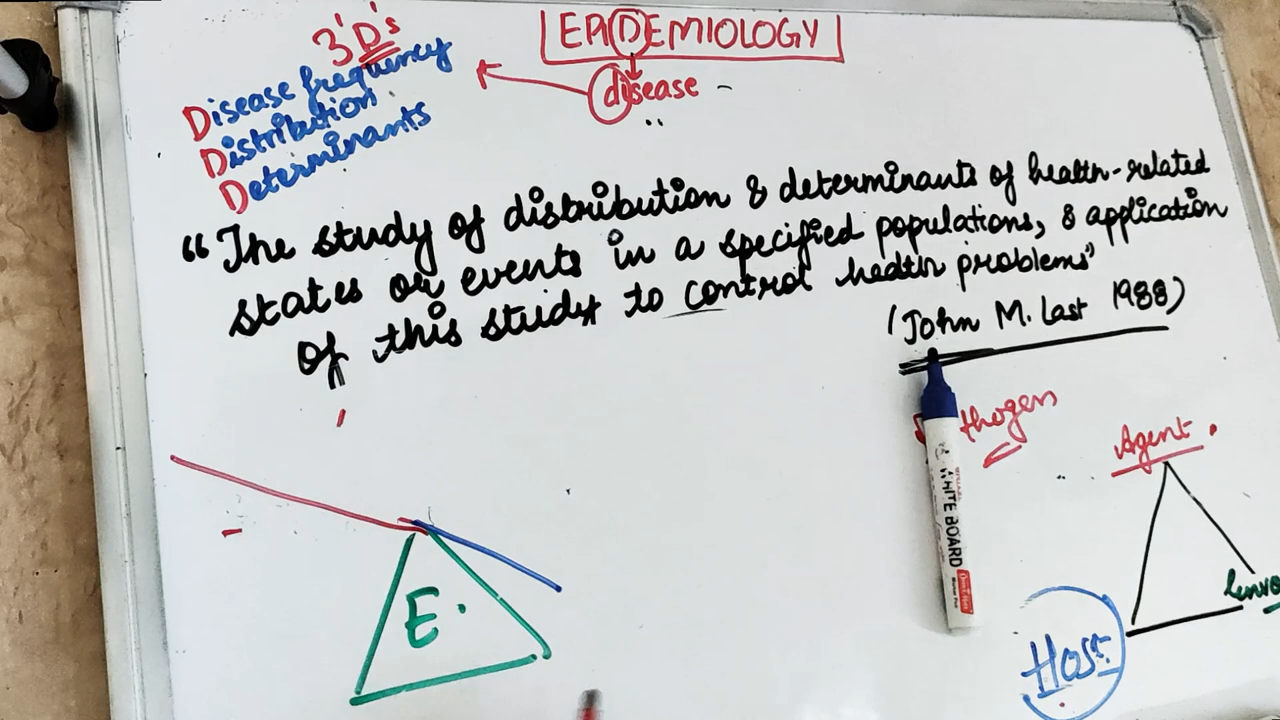 3'D's
EPIDEMIOLOGY
disease
Disease frequency
Distribution
Determinants
"The study of distribution & determinants of health-related
states or events in a specified populations, & application
of this study to control health problems"
(John M. Last 1988)
thogen
Agent.
WHITE BOARD
E.
Envo
Host